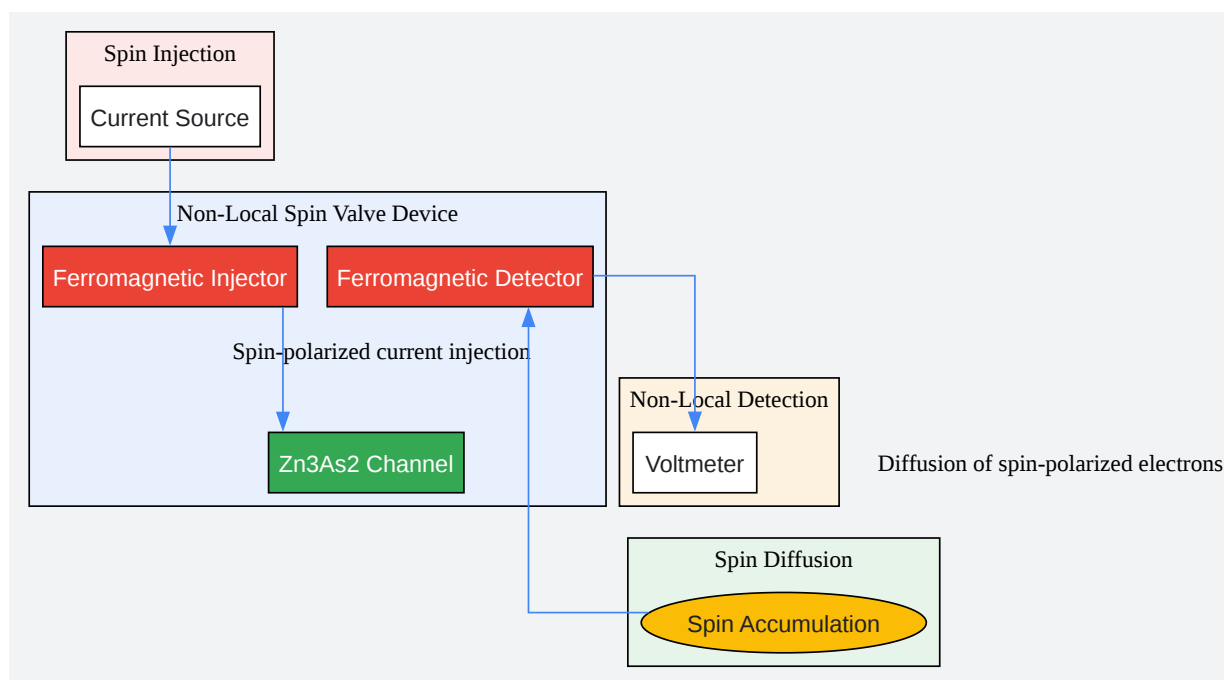 Spin Injection
Current Source
Non-Local Spin Valve Device
Ferromagnetic Injector
Ferromagnetic Detector
Spin-polarized current injection
Non-Local Detection
Zn3As2 Channel
Voltmeter
Diffusion of spin-polarized electrons
Spin Diffusion
Spin Accumulation